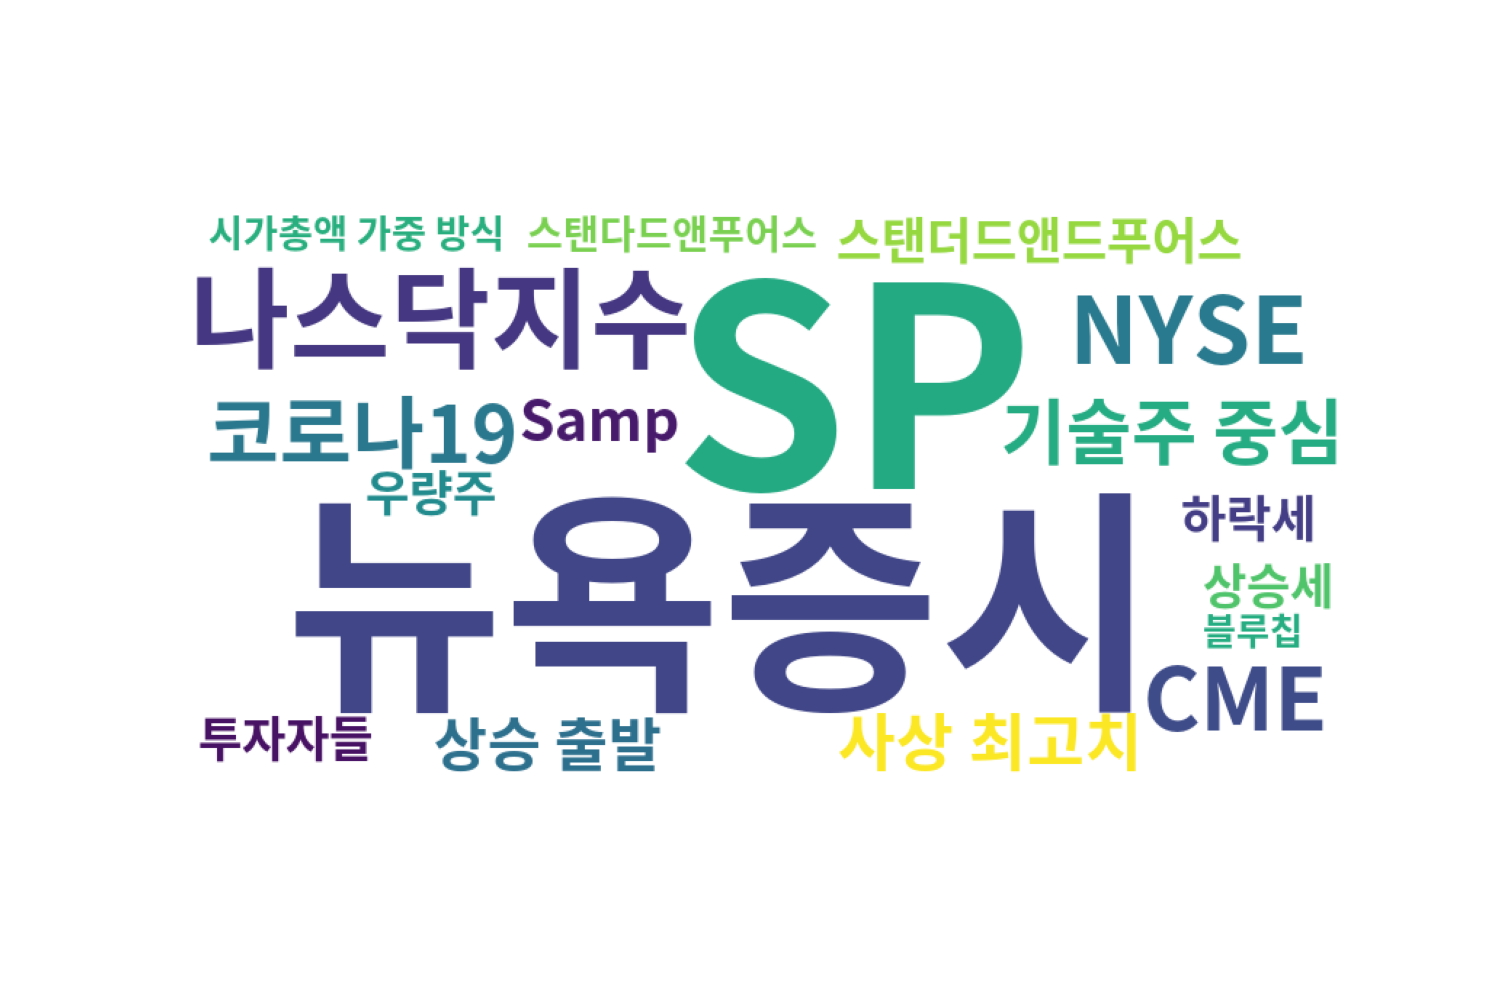 시가총액 가중 방식
스탠다드앤푸어스
스탠더드앤드푸어스
나스닥지수
SP
NYSE
코로나19
Samp
기술주 중심
우량주
뉴욕증시
하락세
상승세
블루칩
CME
투자자들
상승 출발
사상 최고치